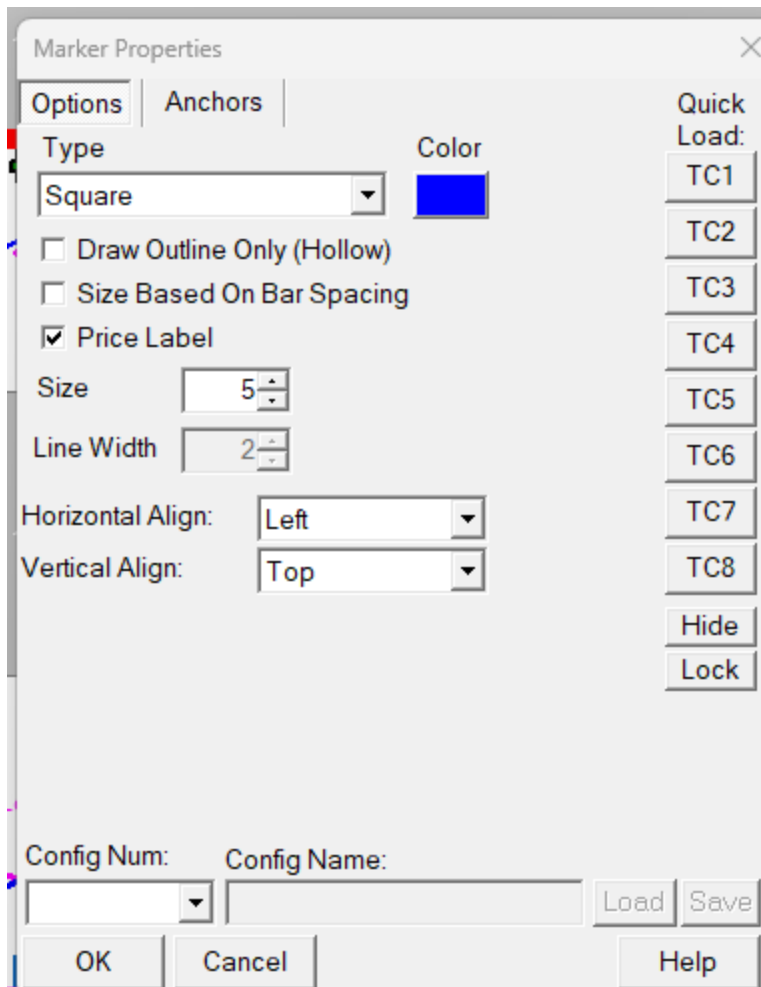 Marker Properties
Options
Anchors
Quick
Load:
Type
Color
Square
TC1
TC2
Draw Outline Only (Hollow)
Size Based On Bar Spacing
TC3
Price Label
TC4
Size
5
TC5
Line Width
2
TC6
Horizontal Align:
Left
TC7
Vertical Align:
Top
TC8
Hide
Lock
Config Num:
Config Name:
Load
Save
OK
Cancel
Help